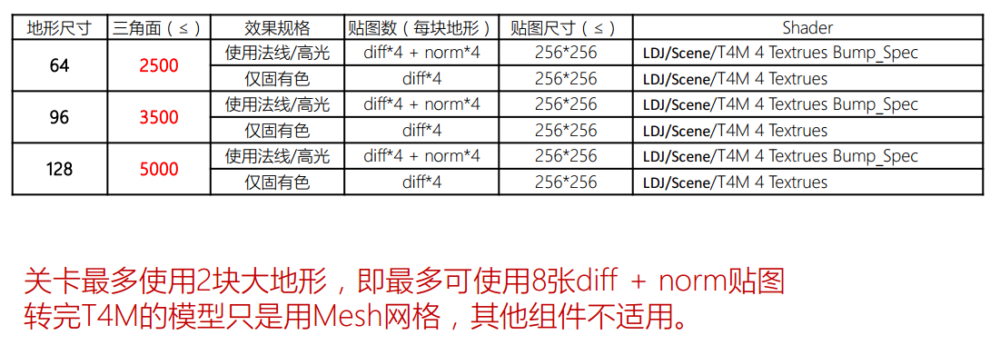 地形尺寸 三角面（≤） 效果规格 贴图数（每块地形） 贴图尺寸（≤） Shader
64 2500 使用法线/高光 diff*4 + norm*4 256*256 LDJ/Scene/T4M 4 Textrues Bump_Spec
仅固有色 diff*4 256*256 LDJ/Scene/T4M 4 Textrues
96 3500 使用法线/高光 diff*4 + norm*4 256*256 LDJ/Scene/T4M 4 Textrues Bump_Spec
仅固有色 diff*4 256*256 LDJ/Scene/T4M 4 Textrues
128 5000 使用法线/高光 diff*4 + norm*4 256*256 LDJ/Scene/T4M 4 Textrues Bump_Spec
仅固有色 diff*4 256*256 LDJ/Scene/T4M 4 Textrues
关卡最多使用2块大地形，即最多可使用8张diff + norm贴图
转完T4M的模型只是用Mesh网格，其他组件不适用。